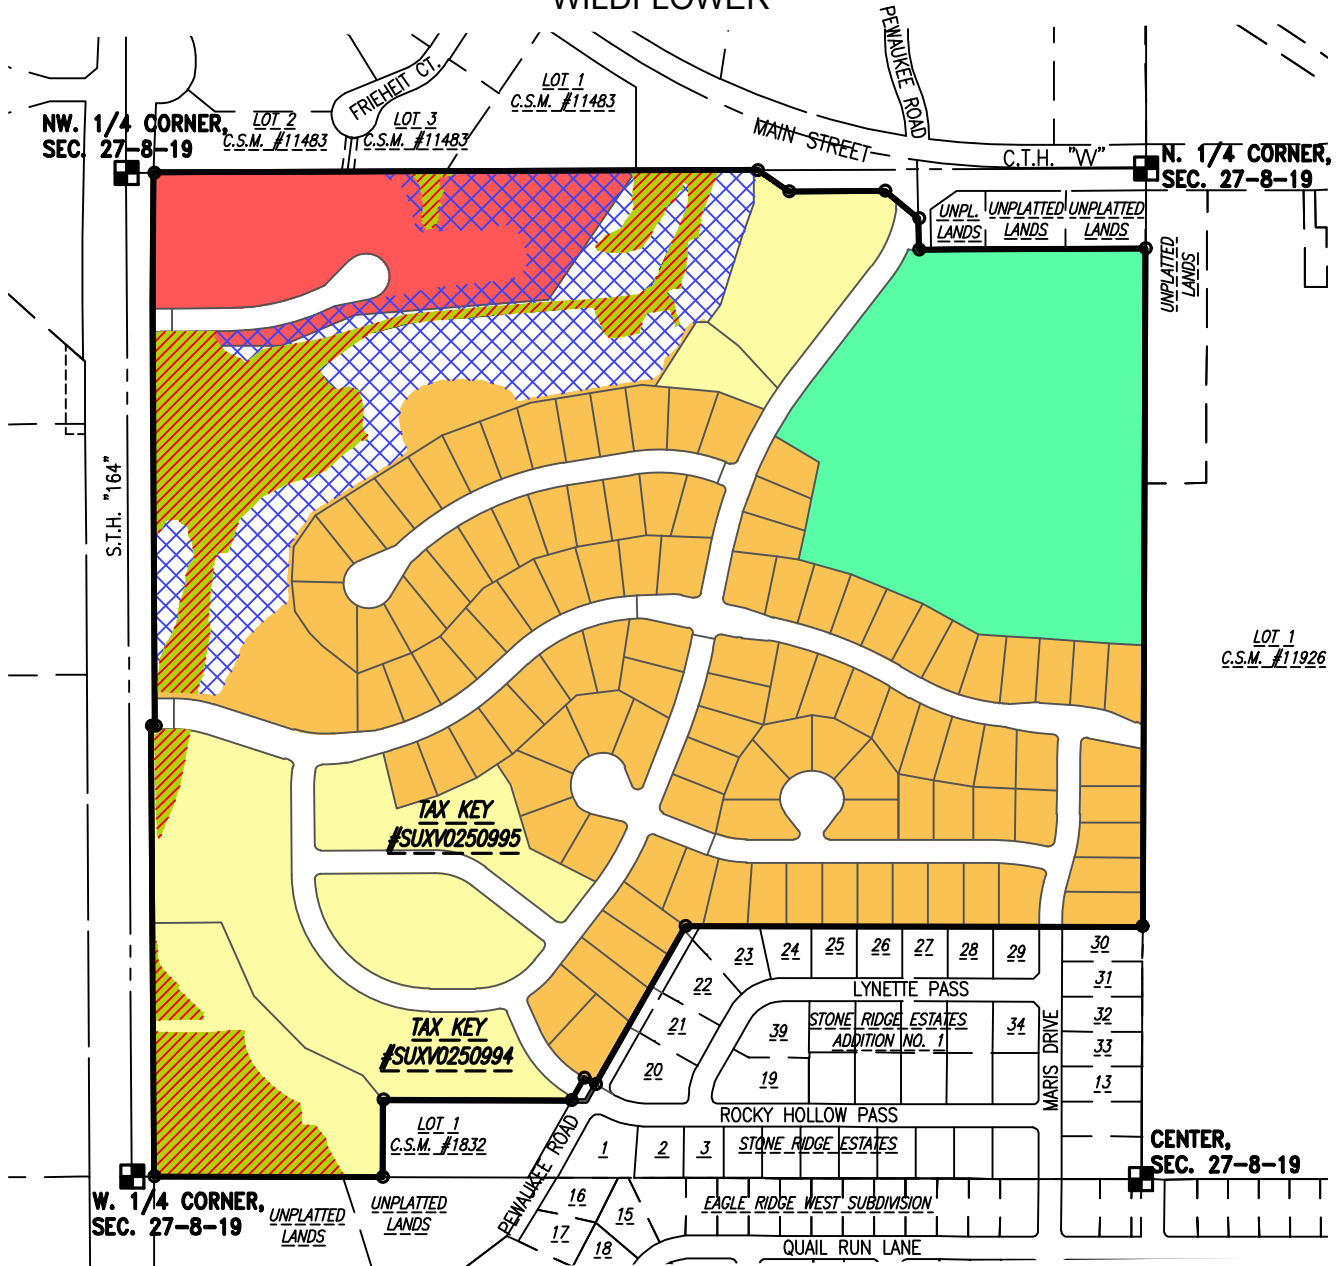 WILDFLOWER
PEWAUKEE ROAD
FRIEHEIT CT.
LOT 1
C.S.M. #11483
LOT 2
C.S.M. #11483
LOT 3
C.S.M. #11483
NW. 1/4 CORNER,
SEC. 27-8-19
MAIN STREET
C.T.H. "VV"
N. 1/4 CORNER,
SEC. 27-8-19
UNPL.
LANDS
UNPLATTED
LANDS
UNPLATTED
LANDS
UNPLATTED
LANDS
S.T.H. "164"
LOT 1
C.S.M. #11926
TAX KEY
#SUXV0250995
TAX KEY
#SUXV0250994
23
24
25
26
27
28
29
30
22
31
LYNETTE PASS
21
39
STONE RIDGE ESTATES
ADDITION NO. 1
34
MARIS DRIVE
32
33
20
19
13
ROCKY HOLLOW PASS
LOT 1
C.S.M. #1832
PEWAUKEE ROAD
1
2
3
STONE RIDGE ESTATES
CENTER,
SEC. 27-8-19
W. 1/4 CORNER,
SEC. 27-8-19
UNPLATTED
LANDS
UNPLATTED
LANDS
16
15
17
18
EAGLE RIDGE WEST SUBDIVISION
QUAIL RUN LANE